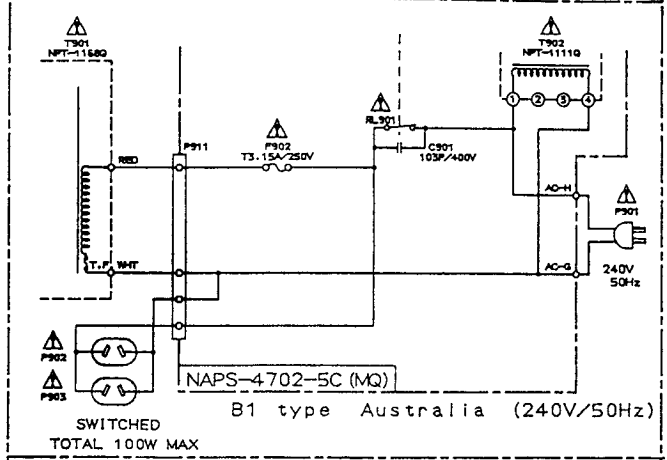 T901
NPT-1168Q
T902
NPT-1111Q
1 2 3 4
RL901
P911
F902
T3.15A/250V
C901
103P/400V
RED
AC-H
P901
T.F WHT
AC-G
240V
50Hz
P902
P903
NAPS-4702-5C (MQ)
B1 type Australia (240V/50Hz)
SWITCHED
TOTAL 100W MAX